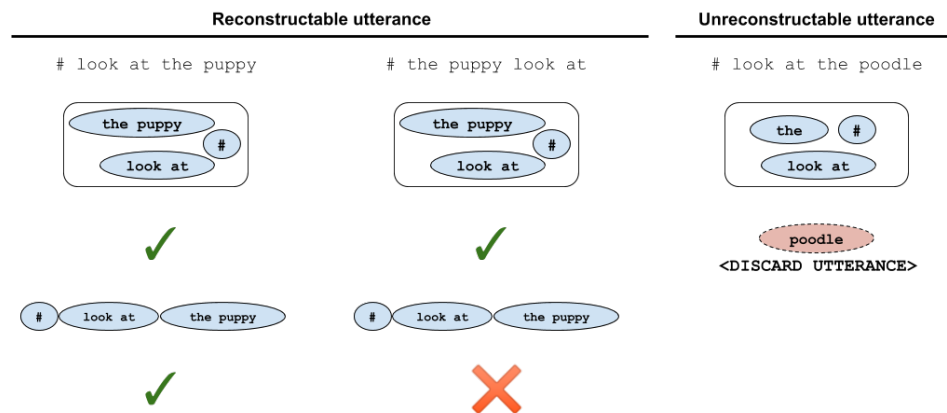 Reconstructable utterance
Unreconstructable utterance
# look at the puppy
# the puppy look at
# look at the poodle
the puppy
#
look at
the puppy
#
look at
the
#
look at
poodle
<DISCARD UTTERANCE>
# look at the puppy
# look at the puppy